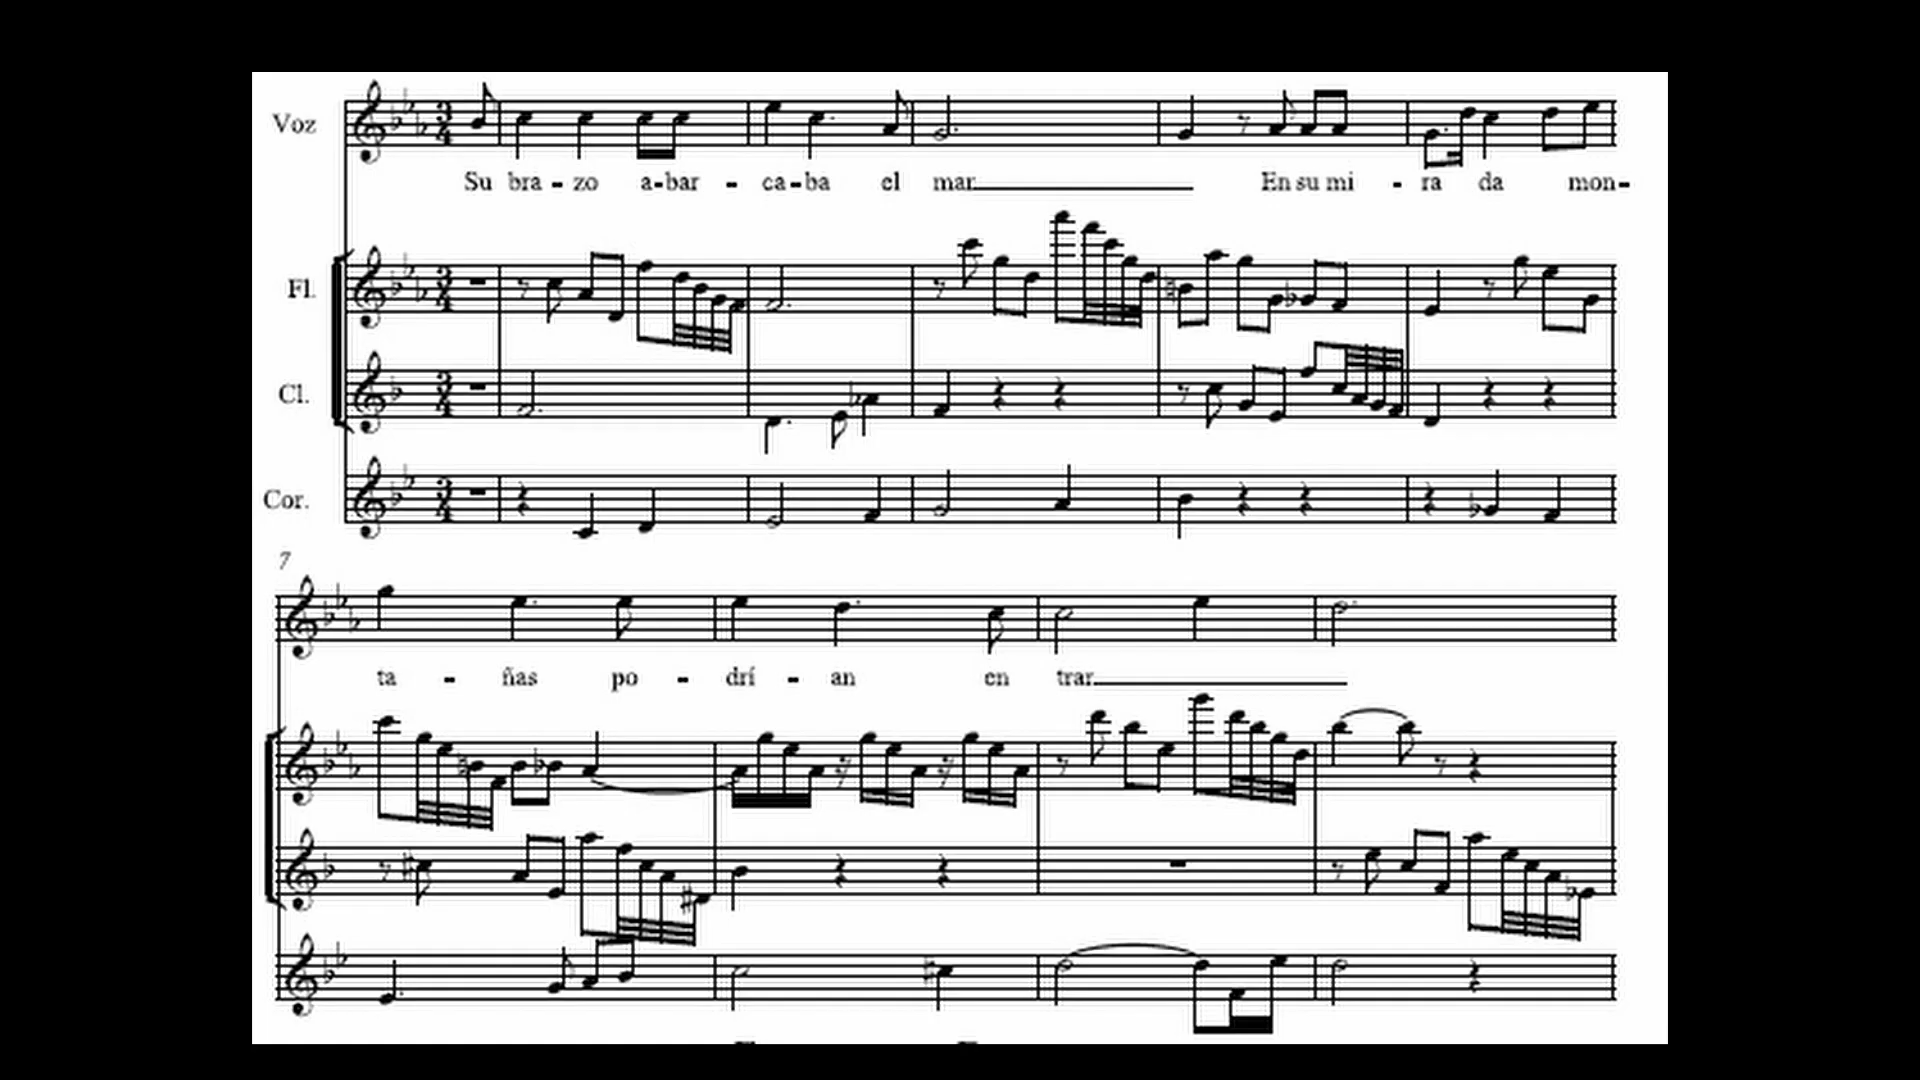 Voz
Su bra - zo a-bar - ca-ba el mar. En su mi - ra da mon-
Fl.
Cl.
Cor.
7
ta - ñas po - drí - an en trar.